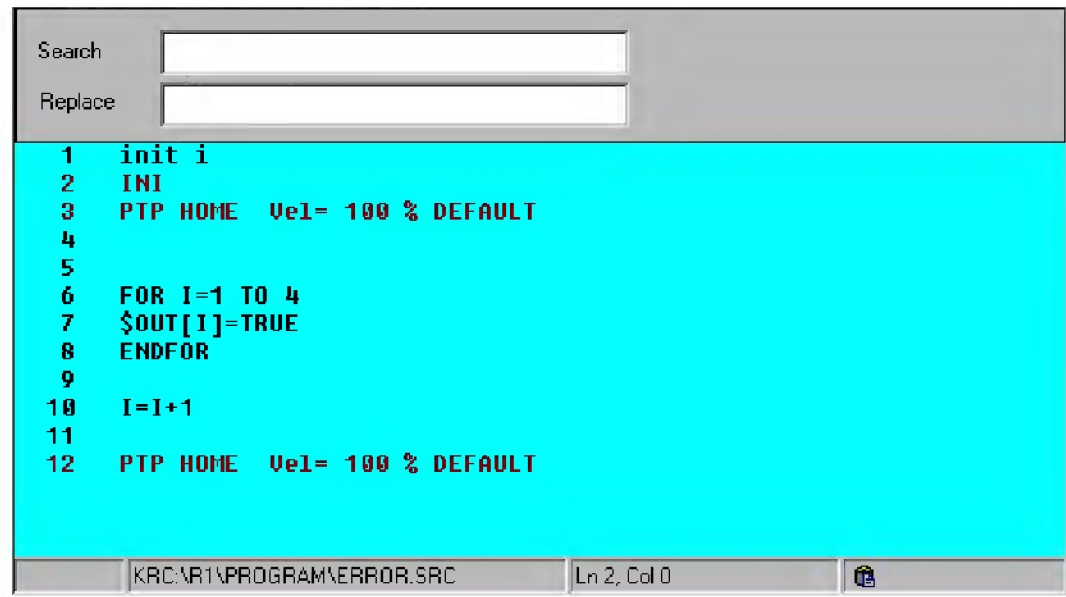 Search
Replace
1 init i
2 INI
3 PTP HOME  Vel= 100 % DEFAULT
4
5
6 FOR I=1 TO 4
7 $OUT[I]=TRUE
8 ENDFOR
9
10 I=I+1
11
12 PTP HOME  Vel= 100 % DEFAULT
KRC:\R1\PROGRAM\ERROR.SRC Ln 2, Col 0